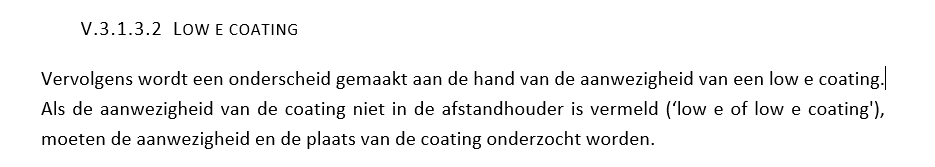 V.3.1.3.2 LOW E COATING
Vervolgens wordt een onderscheid gemaakt aan de hand van de aanwezigheid van een low e coating.
Als de aanwezigheid van de coating niet in de afstandhouder is vermeld (‘low e of low e coating'),
moeten de aanwezigheid en de plaats van de coating onderzocht worden.